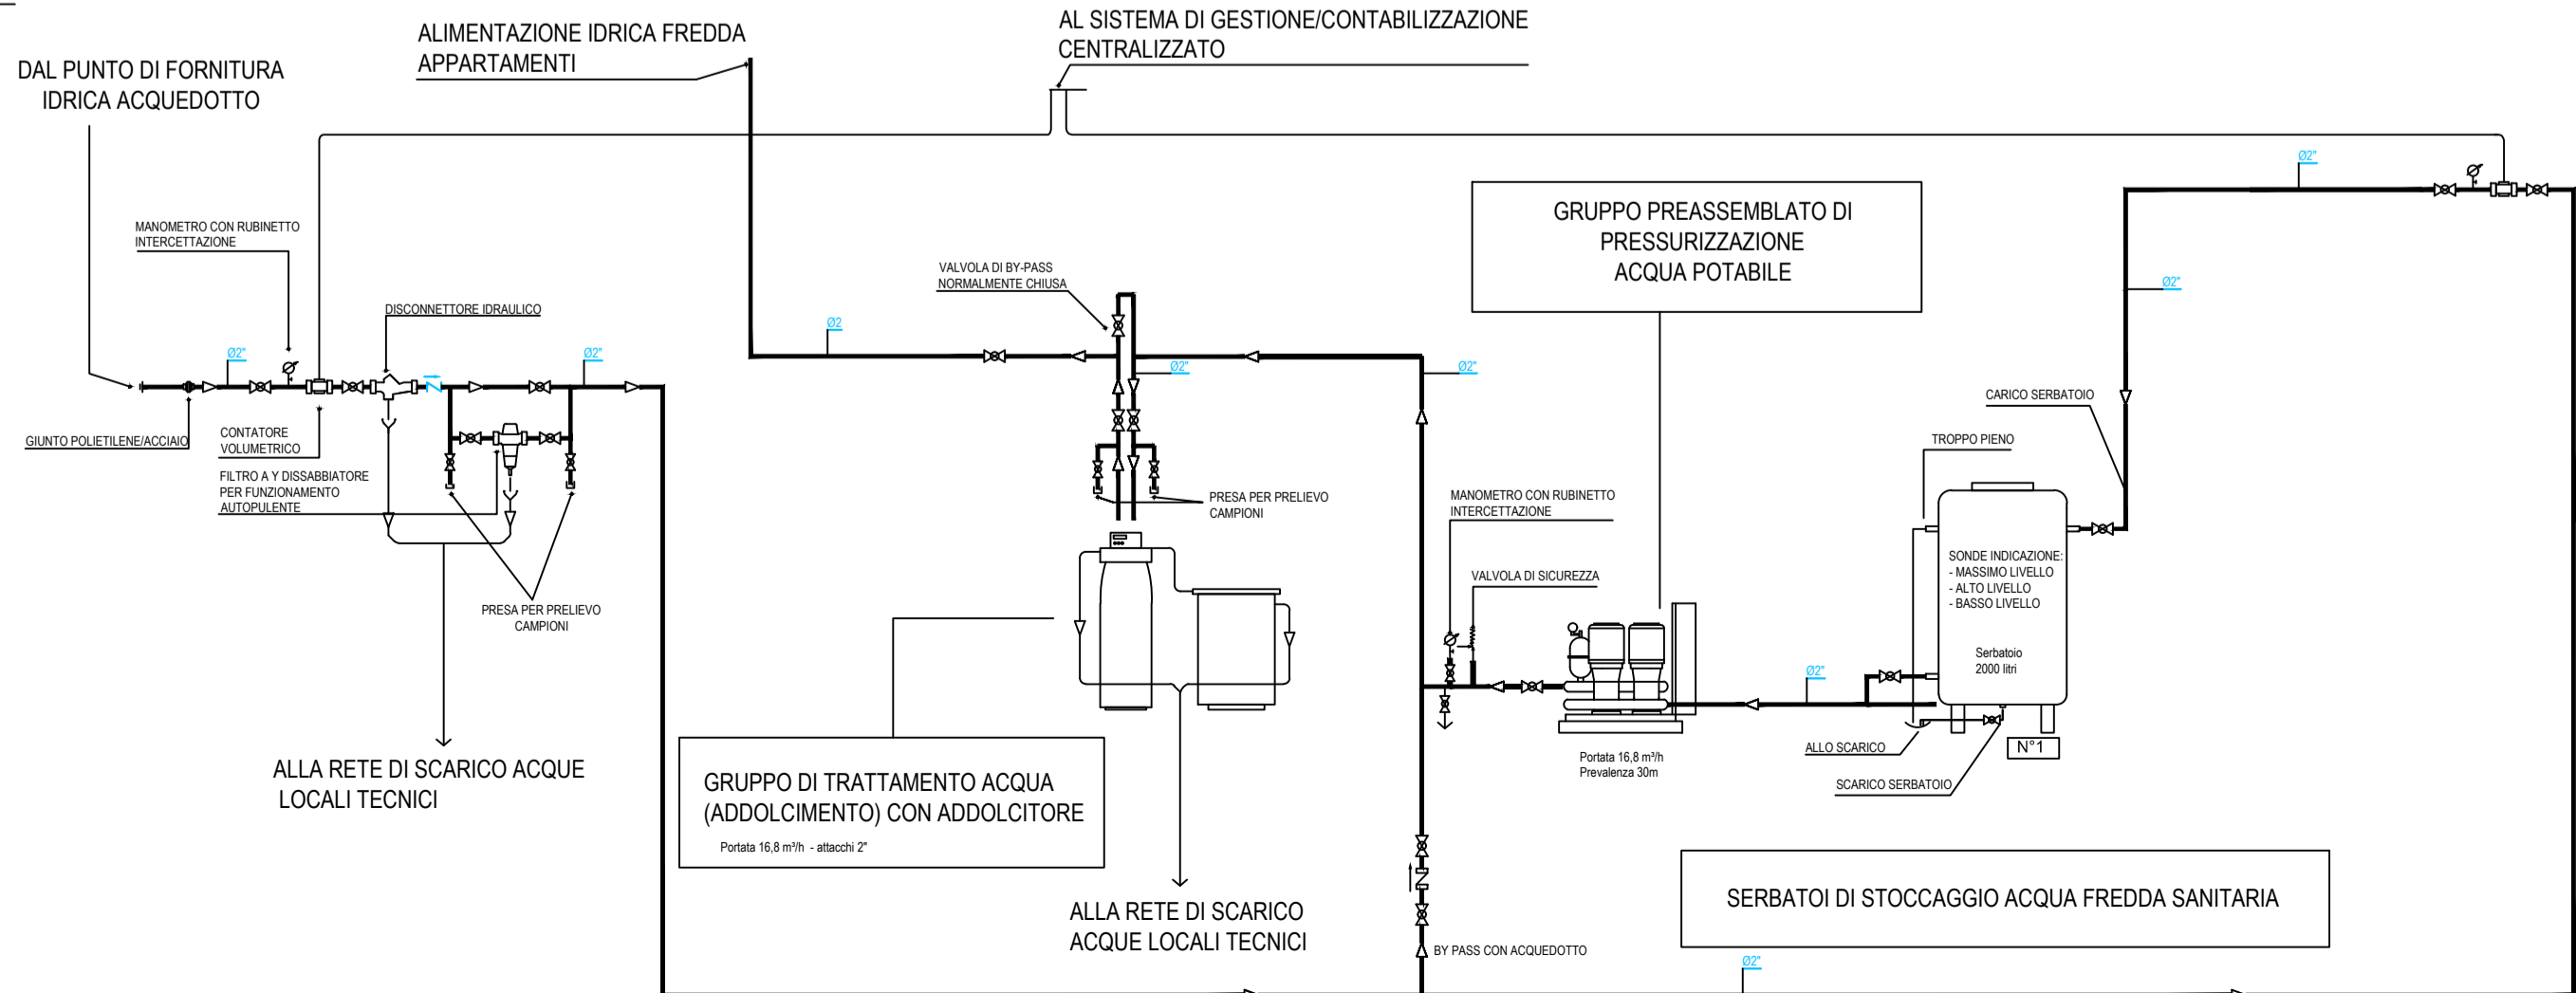 ALIMENTAZIONE IDRICA FREDDA
APPARTAMENTI
AL SISTEMA DI GESTIONE/CONTABILIZZAZIONE
CENTRALIZZATO
DAL PUNTO DI FORNITURA
IDRICA ACQUEDOTTO
MANOMETRO CON RUBINETTO
INTERCETTAZIONE
DISCONNETTORE IDRAULICO
Ø2"
Ø2"
GIUNTO POLIETILENE/ACCIAIO
CONTATORE
VOLUMETRICO
FILTRO A Y DISSABBIATORE
PER FUNZIONAMENTO
AUTOPULENTE
PRESA PER PRELIEVO
CAMPIONI
ALLA RETE DI SCARICO ACQUE
LOCALI TECNICI
Ø2
VALVOLA DI BY-PASS
NORMALMENTE CHIUSA
Ø2"
Ø2"
PRESA PER PRELIEVO
CAMPIONI
GRUPPO DI TRATTAMENTO ACQUA
(ADDOLCIMENTO) CON ADDOLCITORE
Portata 16,8 m³/h - attacchi 2"
ALLA RETE DI SCARICO
ACQUE LOCALI TECNICI
GRUPPO PREASSEMBLATO DI
PRESSURIZZAZIONE
ACQUA POTABILE
MANOMETRO CON RUBINETTO
INTERCETTAZIONE
VALVOLA DI SICUREZZA
Portata 16,8 m³/h
Prevalenza 30m
BY PASS CON ACQUEDOTTO
Ø2"
Ø2"
Ø2"
CARICO SERBATOIO
TROPPO PIENO
SONDE INDICAZIONE:
- MASSIMO LIVELLO
- ALTO LIVELLO
- BASSO LIVELLO
Serbatoio
2000 litri
N°1
ALLO SCARICO
SCARICO SERBATOIO
SERBATOI DI STOCCAGGIO ACQUA FREDDA SANITARIA
Ø2"